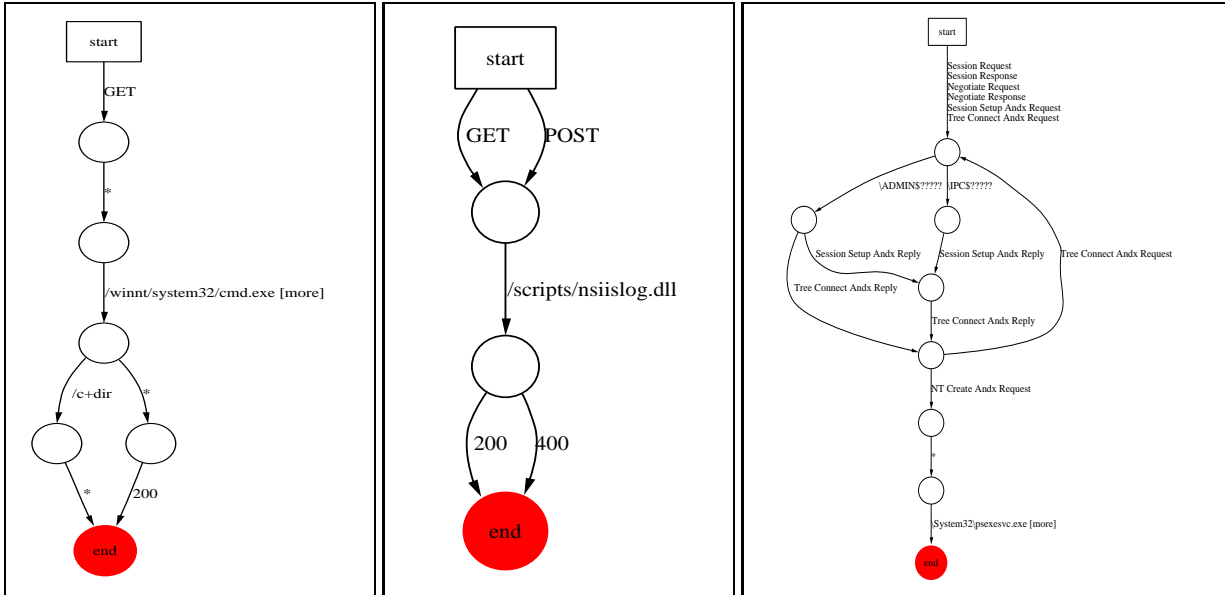 start
GET
*
/winnt/system32/cmd.exe [more]
/c+dir
*
*
200
end
start
GET
POST
/scripts/nsiislog.dll
200
400
end
start
Session Request
Session Response
Negotiate Request
Negotiate Response
Session Setup Andx Request
Tree Connect Andx Request
\ADMIN$?????
\IPC$?????
Session Setup Andx Reply
Session Setup Andx Reply
Tree Connect Andx Request
Tree Connect Andx Reply
Tree Connect Andx Reply
NT Create Andx Request
*
\System32\psexesvc.exe [more]
end